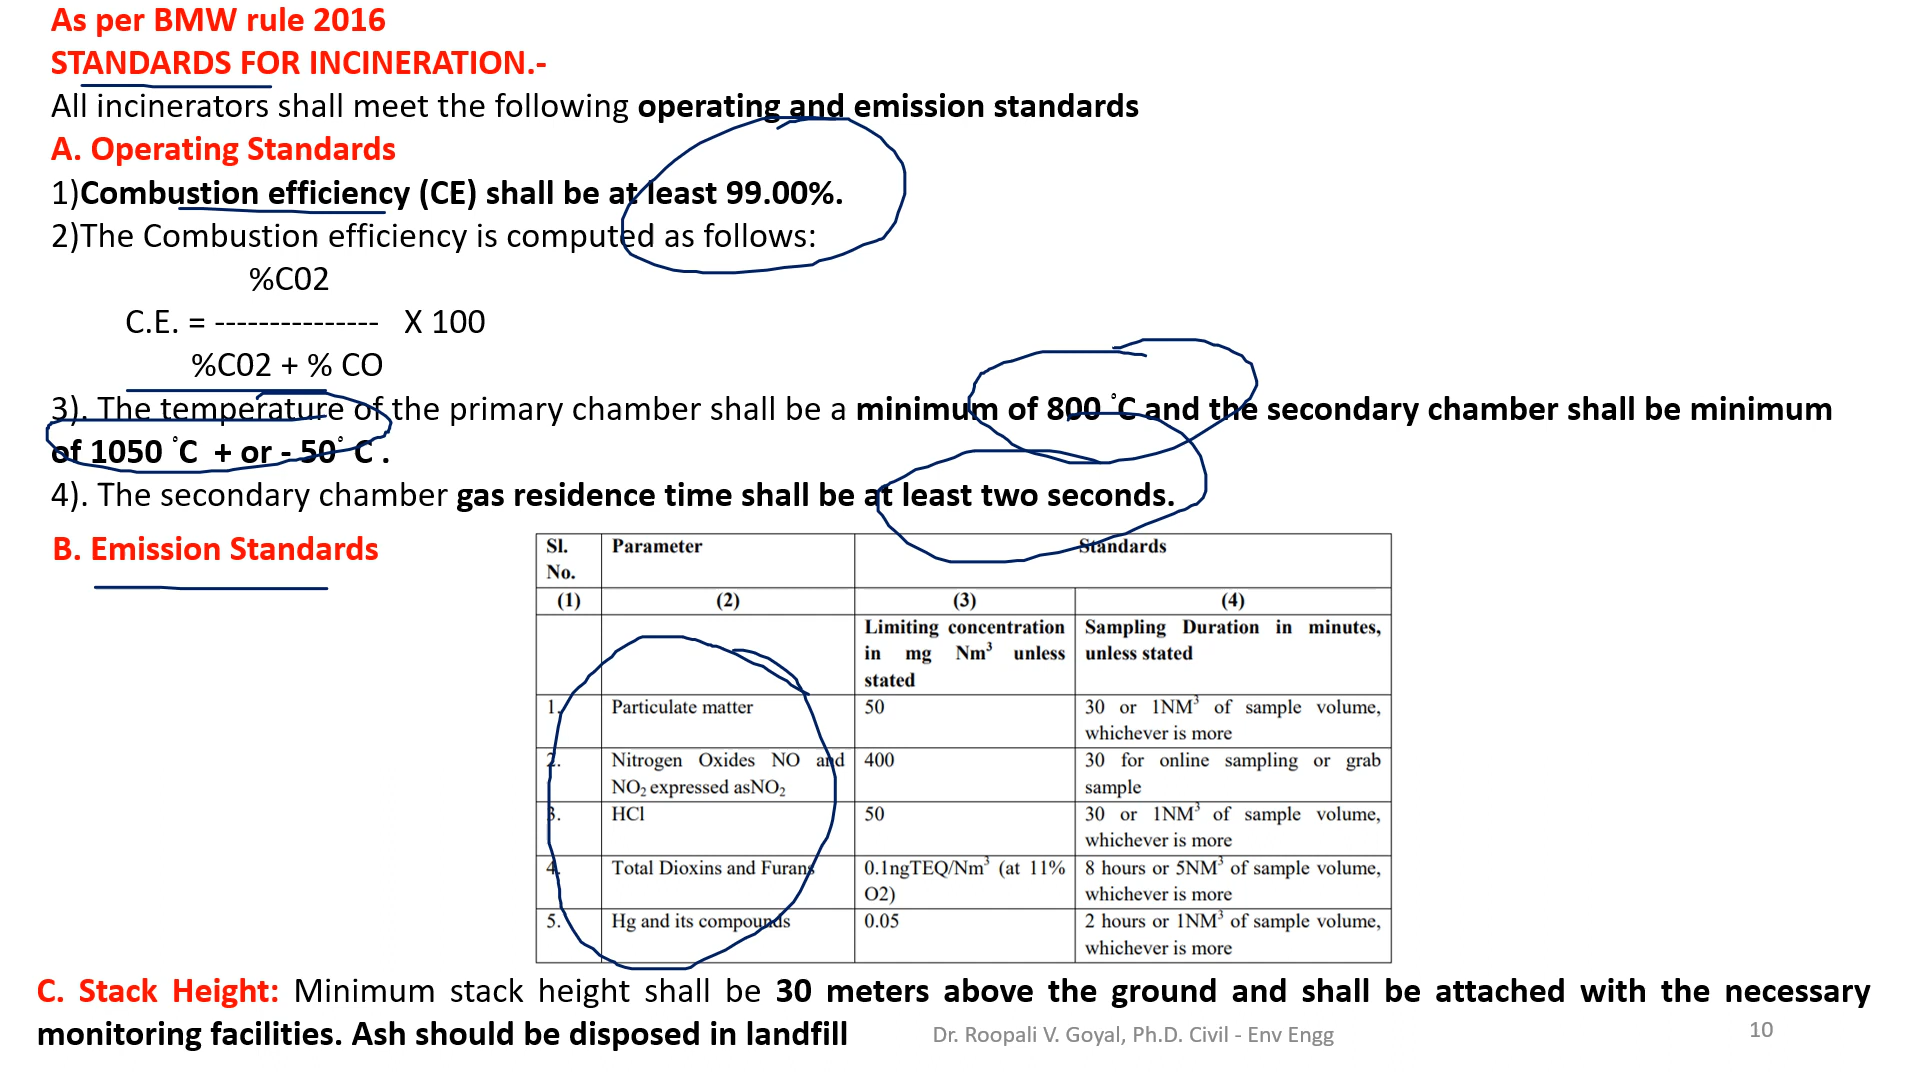 As per BMW rule 2016
STANDARDS FOR INCINERATION.-
All incinerators shall meet the following operating and emission standards
A. Operating Standards
1)Combustion efficiency (CE) shall be at least 99.00%.
2)The Combustion efficiency is computed as follows:
%C02
C.E. = --------------- X 100
%C02 + % CO
3). The temperature of the primary chamber shall be a minimum of 800 ˚C and the secondary chamber shall be minimum
of 1050 ˚C + or - 50˚ C .
4). The secondary chamber gas residence time shall be at least two seconds.
B. Emission Standards
Sl. Parameter Standards
No.
(1) (2) (3) (4)
Limiting concentration Sampling Duration in minutes,
in mg Nm³ unless unless stated
stated
1. Particulate matter 50 30 or 1NM³ of sample volume,
whichever is more
2. Nitrogen Oxides NO and 400 30 for online sampling or grab
NO₂ expressed asNO₂ sample
3. HCl 50 30 or 1NM³ of sample volume,
whichever is more
4. Total Dioxins and Furans 0.1ngTEQ/Nm³ (at 11% 8 hours or 5NM³ of sample volume,
O2) whichever is more
5. Hg and its compounds 0.05 2 hours or 1NM³ of sample volume,
whichever is more
C. Stack Height: Minimum stack height shall be 30 meters above the ground and shall be attached with the necessary
monitoring facilities. Ash should be disposed in landfill
Dr. Roopali V. Goyal, Ph.D. Civil - Env Engg
10